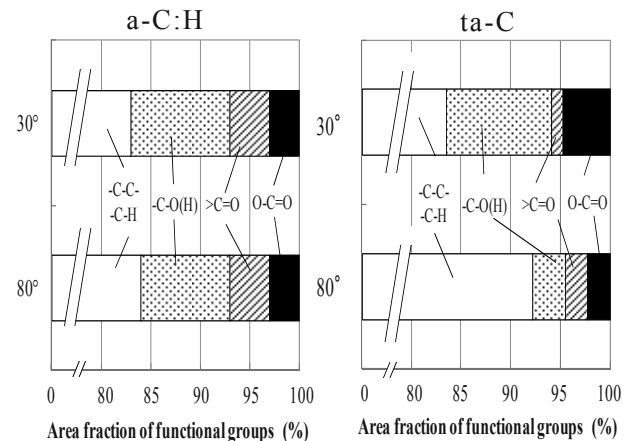 a-C:H
ta-C
30°
-C-C-
-C-H
-C-O(H)
>C=O
O-C=O
80°
0 80 85 90 95 100
Area fraction of functional groups (%)
30°
-C-C-
-C-H
-C-O(H)
>C=O
O-C=O
80°
0 80 85 90 95 100
Area fraction of functional groups (%)